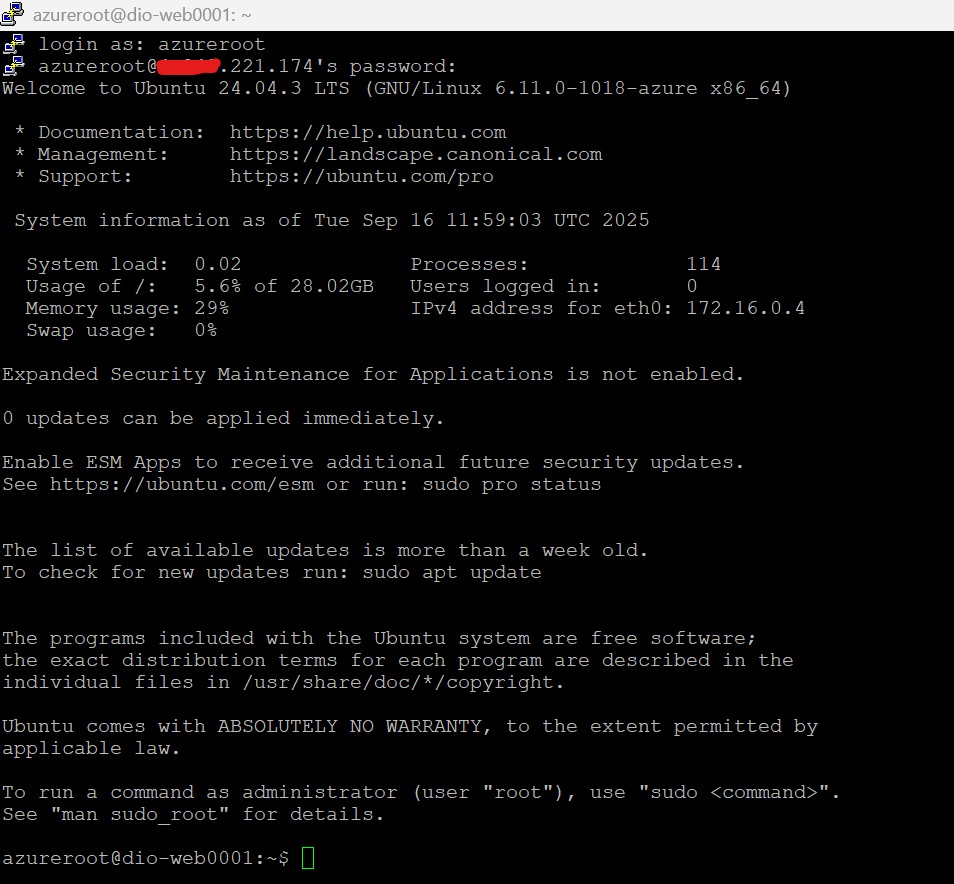 azureroot@dio-web0001: ~
login as: azureroot
azureroot@ .221.174's password:
Welcome to Ubuntu 24.04.3 LTS (GNU/Linux 6.11.0-1018-azure x86_64)
* Documentation:  https://help.ubuntu.com
* Management:     https://landscape.canonical.com
* Support:        https://ubuntu.com/pro
System information as of Tue Sep 16 11:59:03 UTC 2025
System load:  0.02              Processes:             114
Usage of /:   5.6% of 28.02GB   Users logged in:       0
Memory usage: 29%               IPv4 address for eth0: 172.16.0.4
Swap usage:   0%
Expanded Security Maintenance for Applications is not enabled.
0 updates can be applied immediately.
Enable ESM Apps to receive additional future security updates.
See https://ubuntu.com/esm or run: sudo pro status
The list of available updates is more than a week old.
To check for new updates run: sudo apt update
The programs included with the Ubuntu system are free software;
the exact distribution terms for each program are described in the
individual files in /usr/share/doc/*/copyright.
Ubuntu comes with ABSOLUTELY NO WARRANTY, to the extent permitted by
applicable law.
To run a command as administrator (user "root"), use "sudo <command>".
See "man sudo_root" for details.
azureroot@dio-web0001:~$